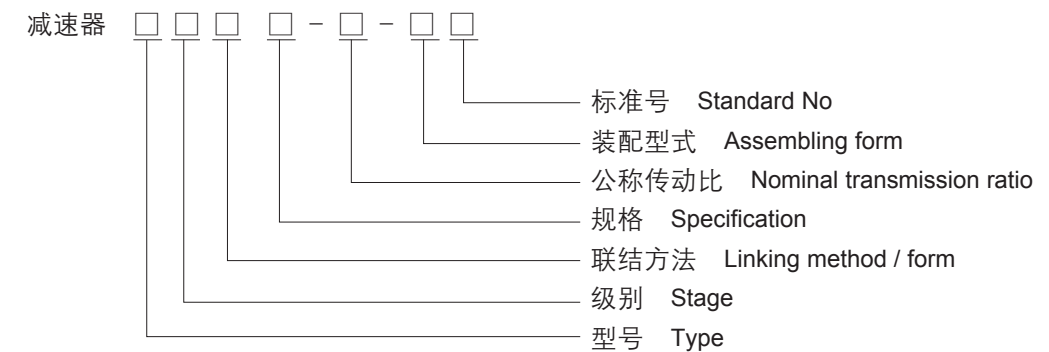 减速器 □□□ □-□-□□
标准号 Standard No
装配型式 Assembling form
公称传动比 Nominal transmission ratio
规格 Specification
联结方法 Linking method / form
级别 Stage
型号 Type